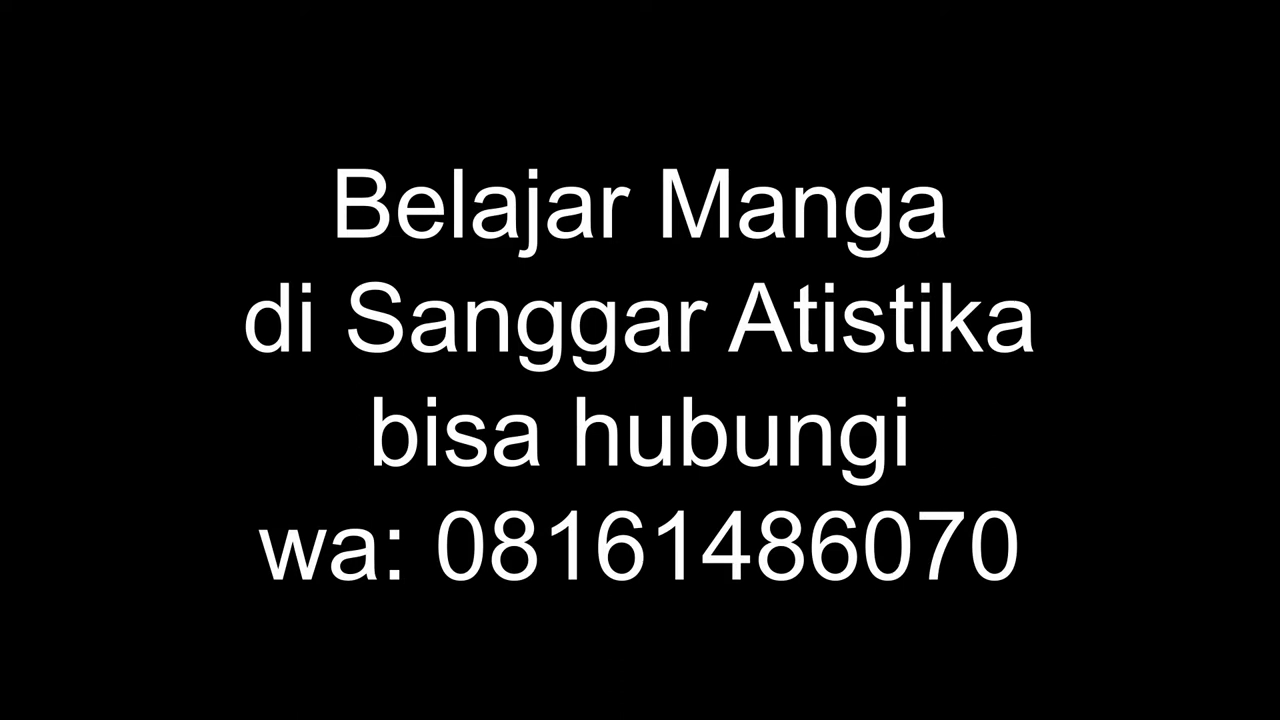 Belajar Manga
di Sanggar Atistika
bisa hubungi
wa: 08161486070